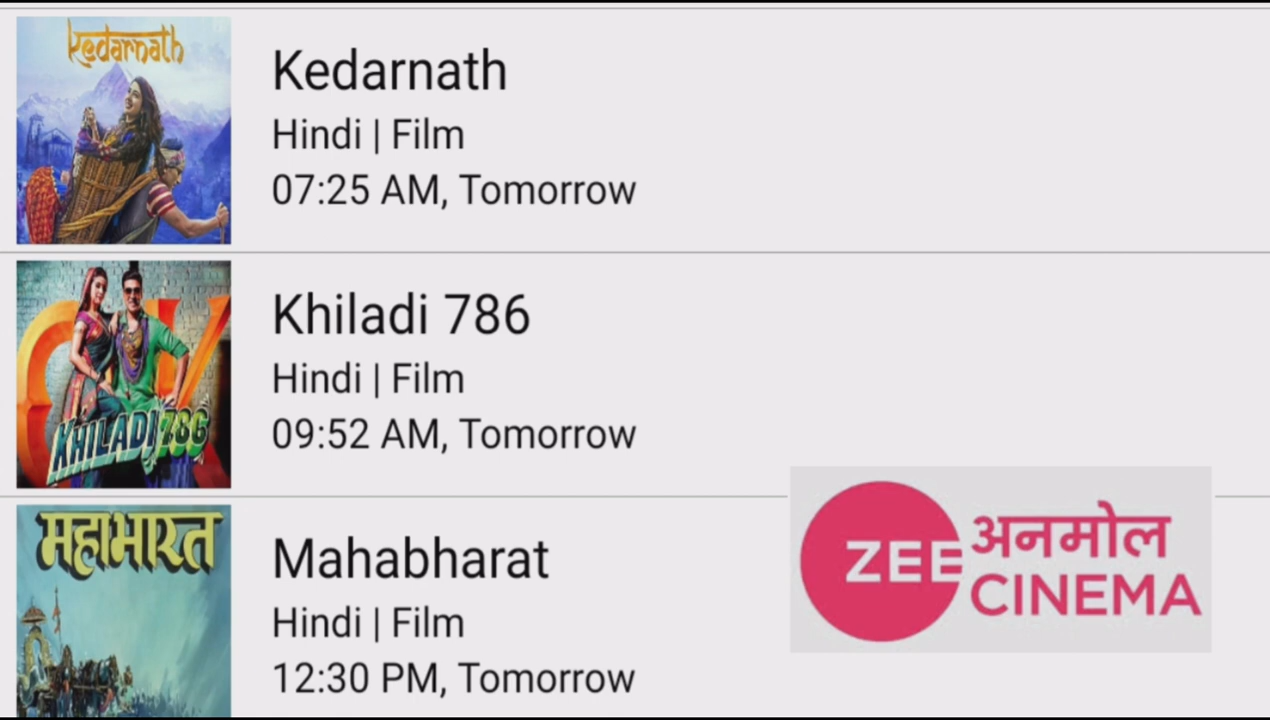 kedarnath
Kedarnath
Hindi | Film
07:25 AM, Tomorrow
KHILADI 786
Khiladi 786
Hindi | Film
09:52 AM, Tomorrow
महाभारत
Mahabharat
Hindi | Film
12:30 PM, Tomorrow
ZEE अनमोल
CINEMA